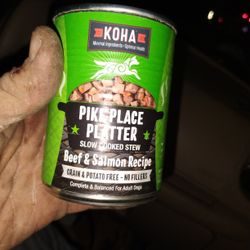 KOHA
Minimal Ingredients • Optimal Health
PIKE PLACE
PLATTER
SLOW COOKED STEW
Beef & Salmon Recipe
GRAIN & POTATO FREE - NO FILLERS
Complete & Balanced For Adult Dogs